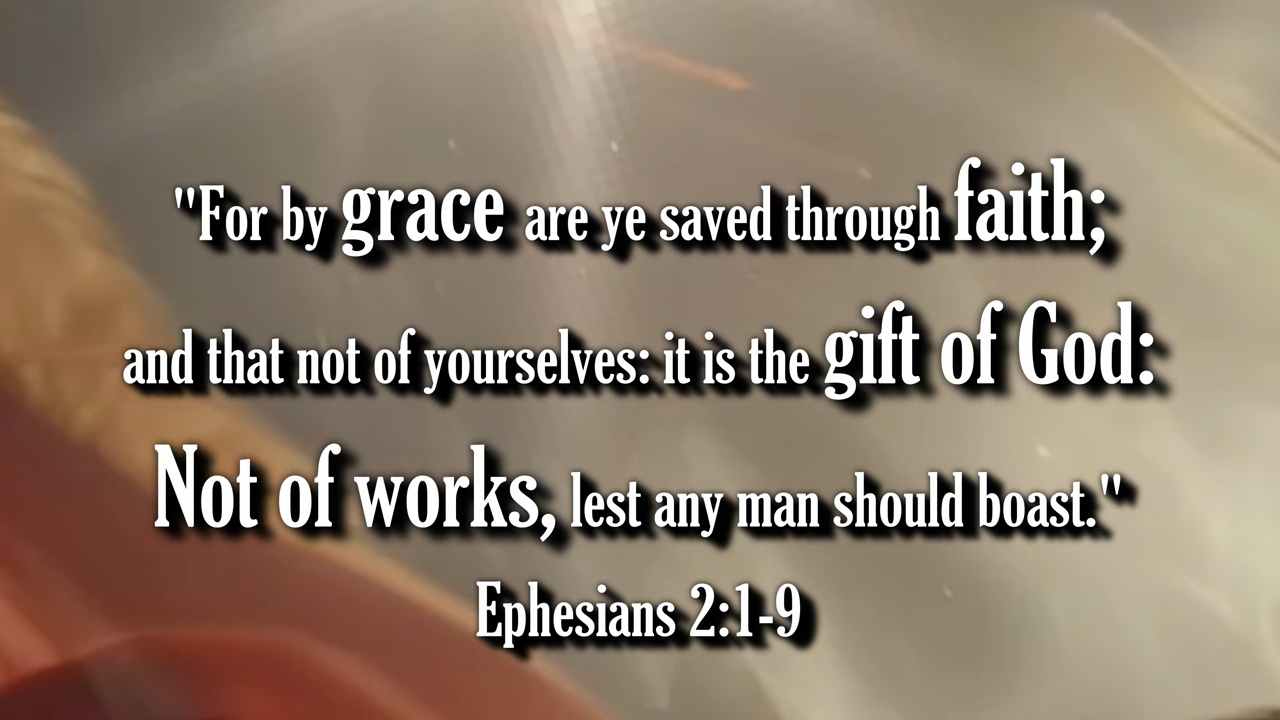 "For by grace are ye saved through faith;
and that not of yourselves: it is the gift of God:
Not of works, lest any man should boast."
Ephesians 2:1-9